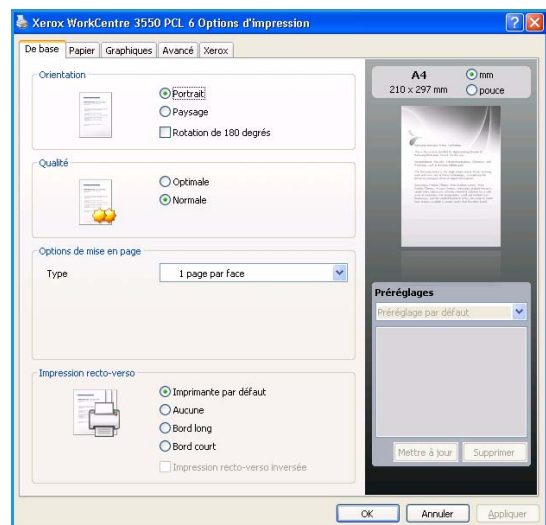 Xerox WorkCentre 3550 PCL 6 Options d'impression
De base
Papier
Graphiques
Avancé
Xerox
Orientation
Portrait
Paysage
Rotation de 180 degrés
Qualité
Optimale
Normale
Options de mise en page
Type
1 page par face
Impression recto-verso
Imprimante par défaut
Aucune
Bord long
Bord court
Impression recto-verso inversée
A4
210 x 297 mm
mm
pouce
Préréglages
Préréglage par défaut
Mettre à jour
Supprimer
OK
Annuler
Appliquer